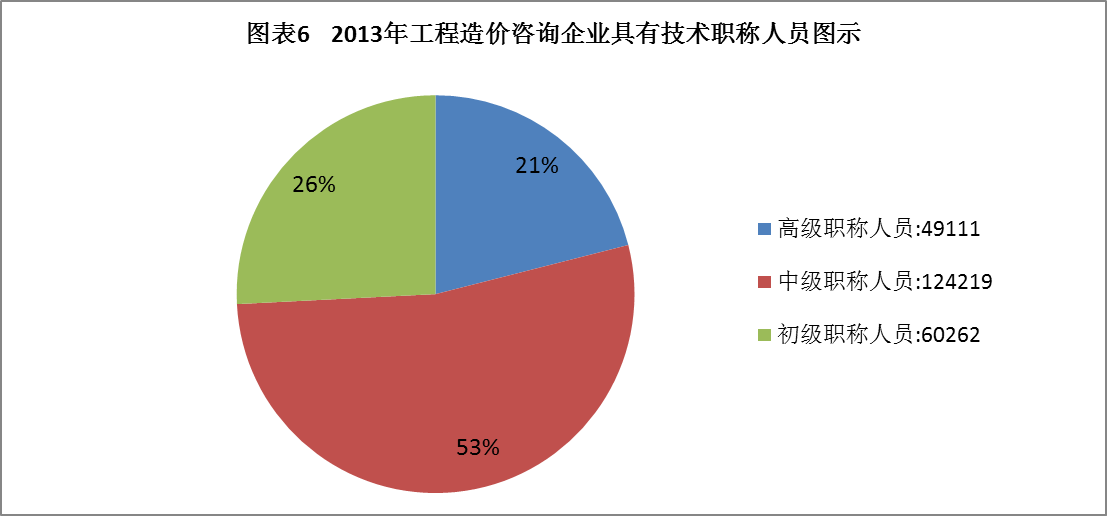 图表6 2013年工程造价咨询企业具有技术职称人员图示
21%
26%
53%
高级职称人员:49111
中级职称人员:124219
初级职称人员:60262